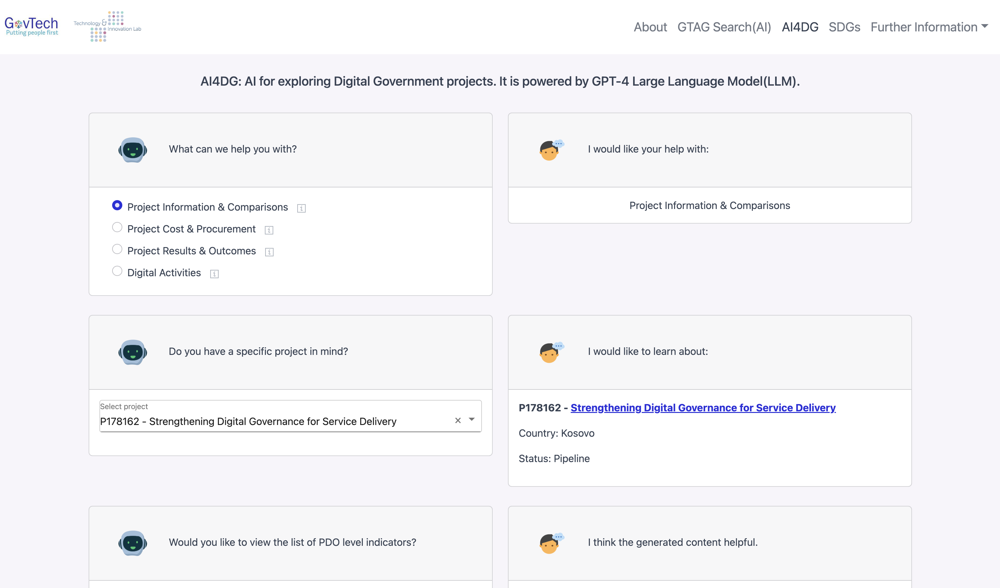 GovTech
Putting people first
Technology &
Innovation Lab
About GTAG Search(AI) AI4DG SDGs Further Information
AI4DG: AI for exploring Digital Government projects. It is powered by GPT-4 Large Language Model(LLM).
What can we help you with?
Project Information & Comparisons i
Project Cost & Procurement i
Project Results & Outcomes i
Digital Activities i
I would like your help with:
Project Information & Comparisons
Do you have a specific project in mind?
Select project
P178162 - Strengthening Digital Governance for Service Delivery ×
I would like to learn about:
P178162 - Strengthening Digital Governance for Service Delivery
Country: Kosovo
Status: Pipeline
Would you like to view the list of PDO level indicators?
I think the generated content helpful.